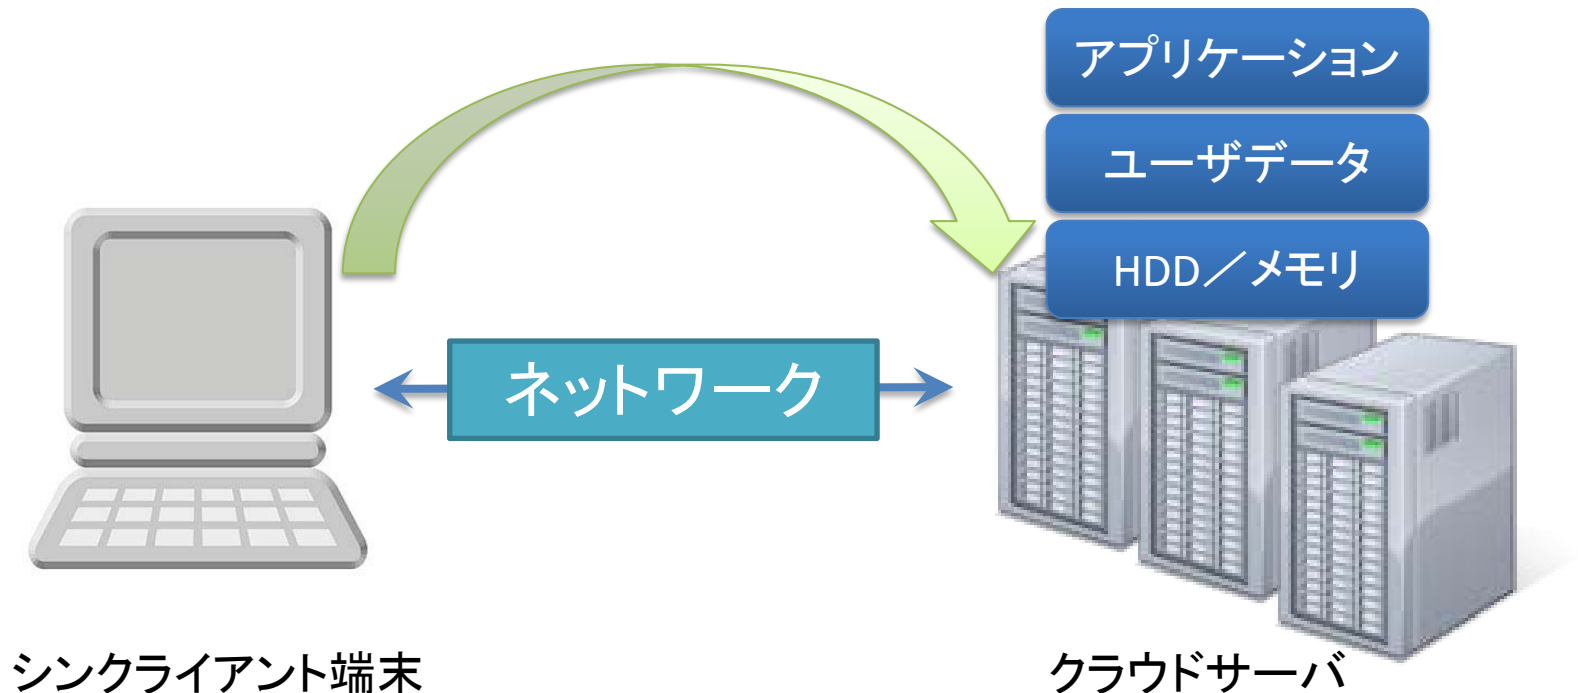 アプリケーション
ユーザデータ
HDD／メモリ
ネットワーク
シンクライアント端末
クラウドサーバ